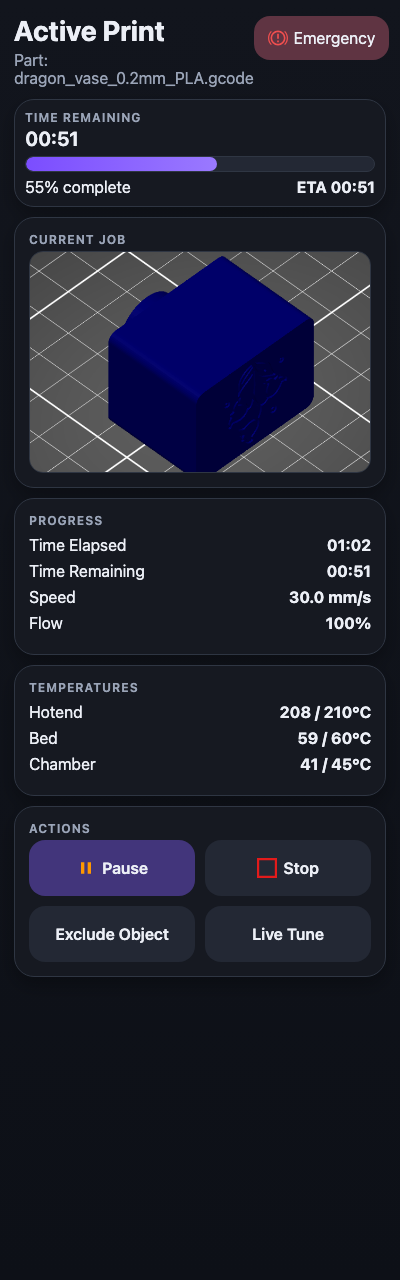 Active Print
Emergency
Part:
dragon_vase_0.2mm_PLA.gcode
TIME REMAINING
00:51
55% complete
ETA 00:51
CURRENT JOB
PROGRESS
Time Elapsed 01:02
Time Remaining 00:51
Speed 30.0 mm/s
Flow 100%
TEMPERATURES
Hotend 208 / 210°C
Bed 59 / 60°C
Chamber 41 / 45°C
ACTIONS
Pause
Stop
Exclude Object
Live Tune